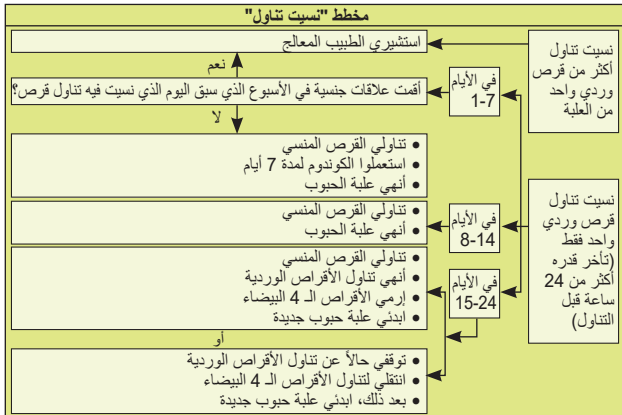 مخطط "نسيت تناول"
نسيت تناول
أكثر من قرص
وردي واحد
من العلبة
استشيري الطبيب المعالج
نعم
في الأيام
1-7
أقمت علاقات جنسية في الأسبوع الذي سبق اليوم الذي نسيت فيه تناول قرص؟
لا
• تناولي القرص المنسي
• استعملوا الكوندوم لمدة 7 أيام
• أنهي علبة الحبوب
نسيت تناول
قرص وردي
واحد فقط
(تأخر قدره
أكثر من 24
ساعة قبل
التناول)
في الأيام
8-14
• تناولي القرص المنسي
• أنهي علبة الحبوب
في الأيام
15-24
• تناولي القرص المنسي
• أنهي تناول الأقراص الوردية
• إرمي الأقراص الـ 4 البيضاء
• ابدئي علبة حبوب جديدة
أو
• توقفي حالاً عن تناول الأقراص الوردية
• انتقلي لتناول الأقراص الـ 4 البيضاء
• بعد ذلك، ابدئي علبة حبوب جديدة